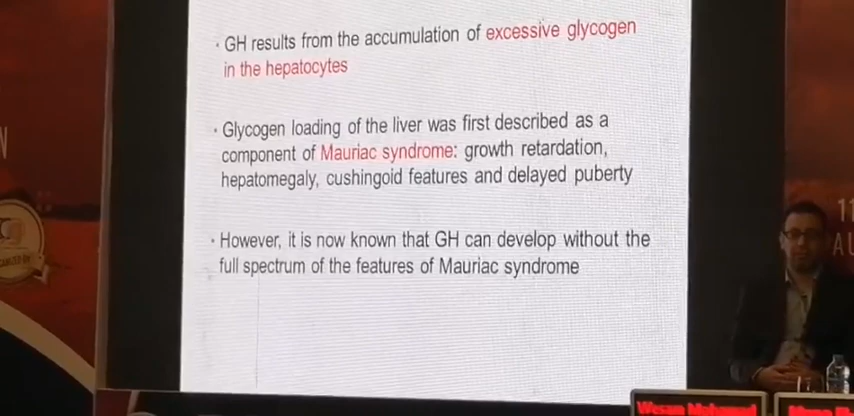 · GH results from the accumulation of excessive glycogen
in the hepatocytes
· Glycogen loading of the liver was first described as a
component of Mauriac syndrome: growth retardation,
hepatomegaly, cushingoid features and delayed puberty
· However, it is now known that GH can develop without the
full spectrum of the features of Mauriac syndrome
N
11
AU